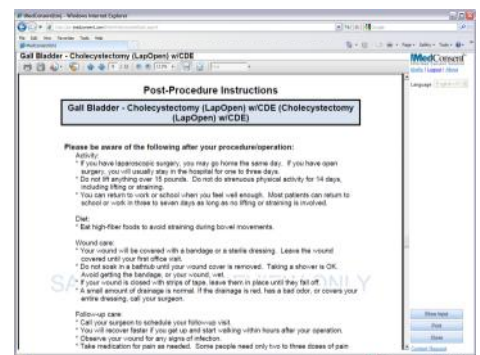 iMedConsent(tm) - Windows Internet Explorer
File Edit View Favorites Tools Help
Gall Bladder - Cholecystectomy (LapOpen) w/CDE
iMedConsent
Language
Post-Procedure Instructions
Gall Bladder - Cholecystectomy (LapOpen) w/CDE (Cholecystectomy
(LapOpen) w/CDE)
Please be aware of the following after your procedure/operation:
Activity:
* If you have laparoscopic surgery, you may go home the same day. If you have open
surgery, you will usually stay in the hospital for one to three days.
* Do not lift anything over 15 pounds. Do not do strenuous physical activity for 14 days,
including lifting or straining.
* You can return to work or school when you feel well enough. Most patients can return to
school or work in three to seven days as long as no lifting or straining is involved.
Diet:
* Eat high-fiber foods to avoid straining during bowel movements.
Wound care:
* Your wound will be covered with a bandage or a sterile dressing. Leave the wound
covered until your first office visit.
* Do not soak in a bathtub until your wound cover is removed. Taking a shower is OK.
Avoid getting the bandage, or your wound, wet.
* If your wound is closed with strips of tape, leave them in place until they fall off.
* A small amount of drainage is normal. If the drainage is red, has a bad odor, or covers your
entire dressing, call your surgeon.
Follow-up care:
* Call your surgeon to schedule your follow-up visit.
* You will recover faster if you get up and start walking within hours after your operation.
* Observe your wound for any signs of infection.
* Take medication for pain as needed. Some people need only two to three doses of pain
Show Input
Print
Close